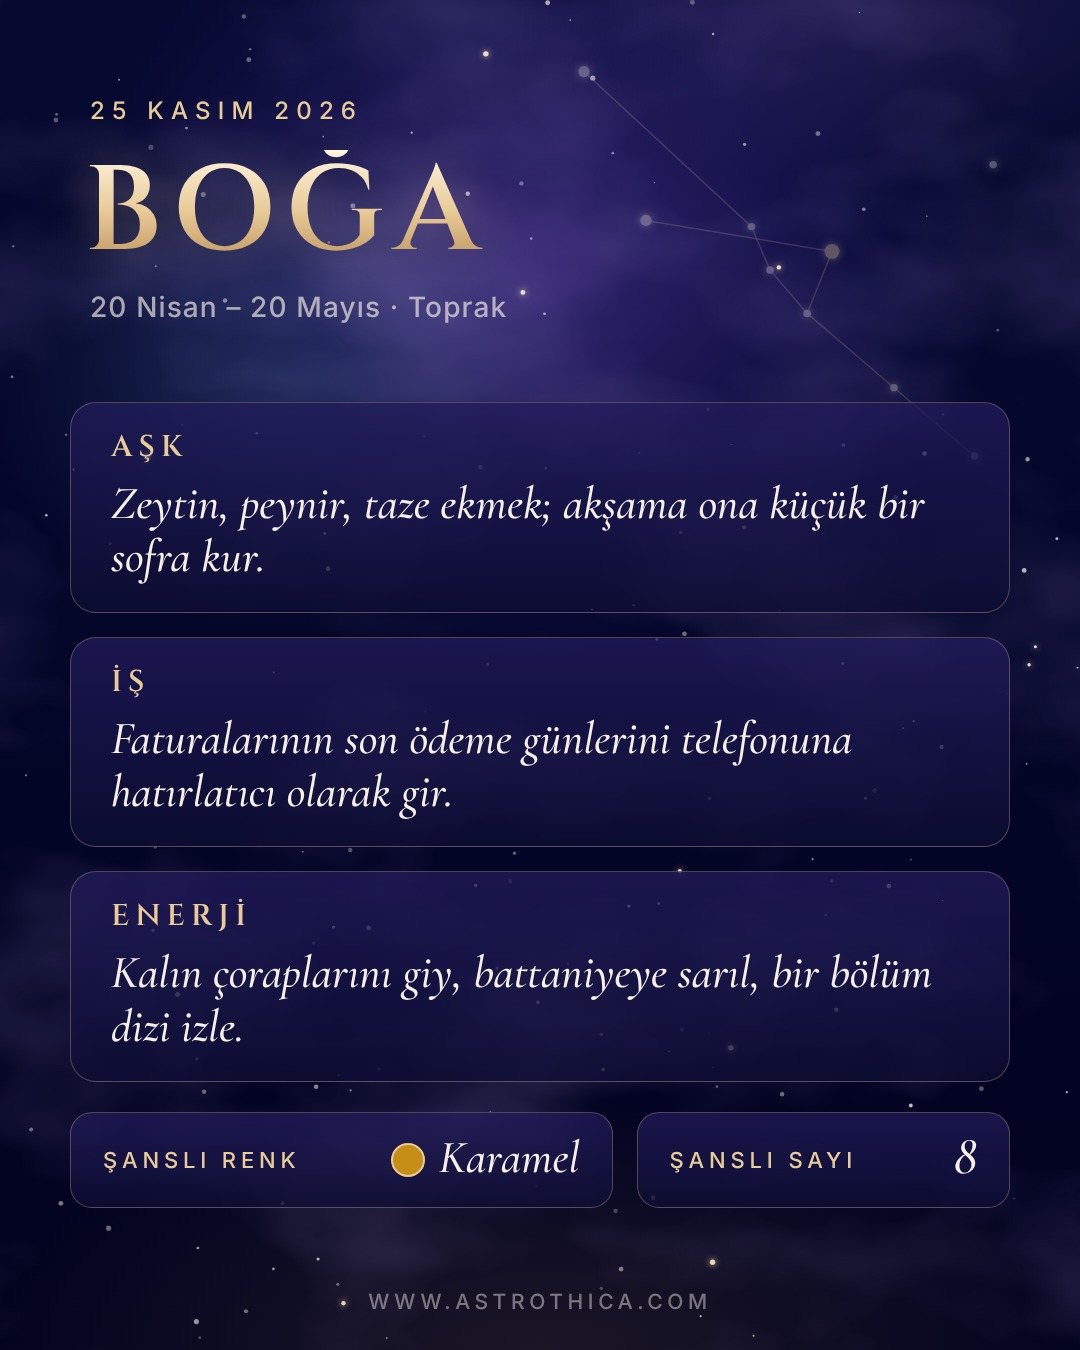 25 KASIM 2026
BOĞA
20 Nisan – 20 Mayıs · Toprak
AŞK
Zeytin, peynir, taze ekmek; akşama ona küçük bir
sofra kur.
İŞ
Faturalarının son ödeme günlerini telefonuna
hatırlatıcı olarak gir.
ENERJİ
Kalın çoraplarını giy, battaniyeye sarıl, bir bölüm
dizi izle.
ŞANSLI RENK Karamel
ŞANSLI SAYI 8
WWW.ASTROTHICA.COM